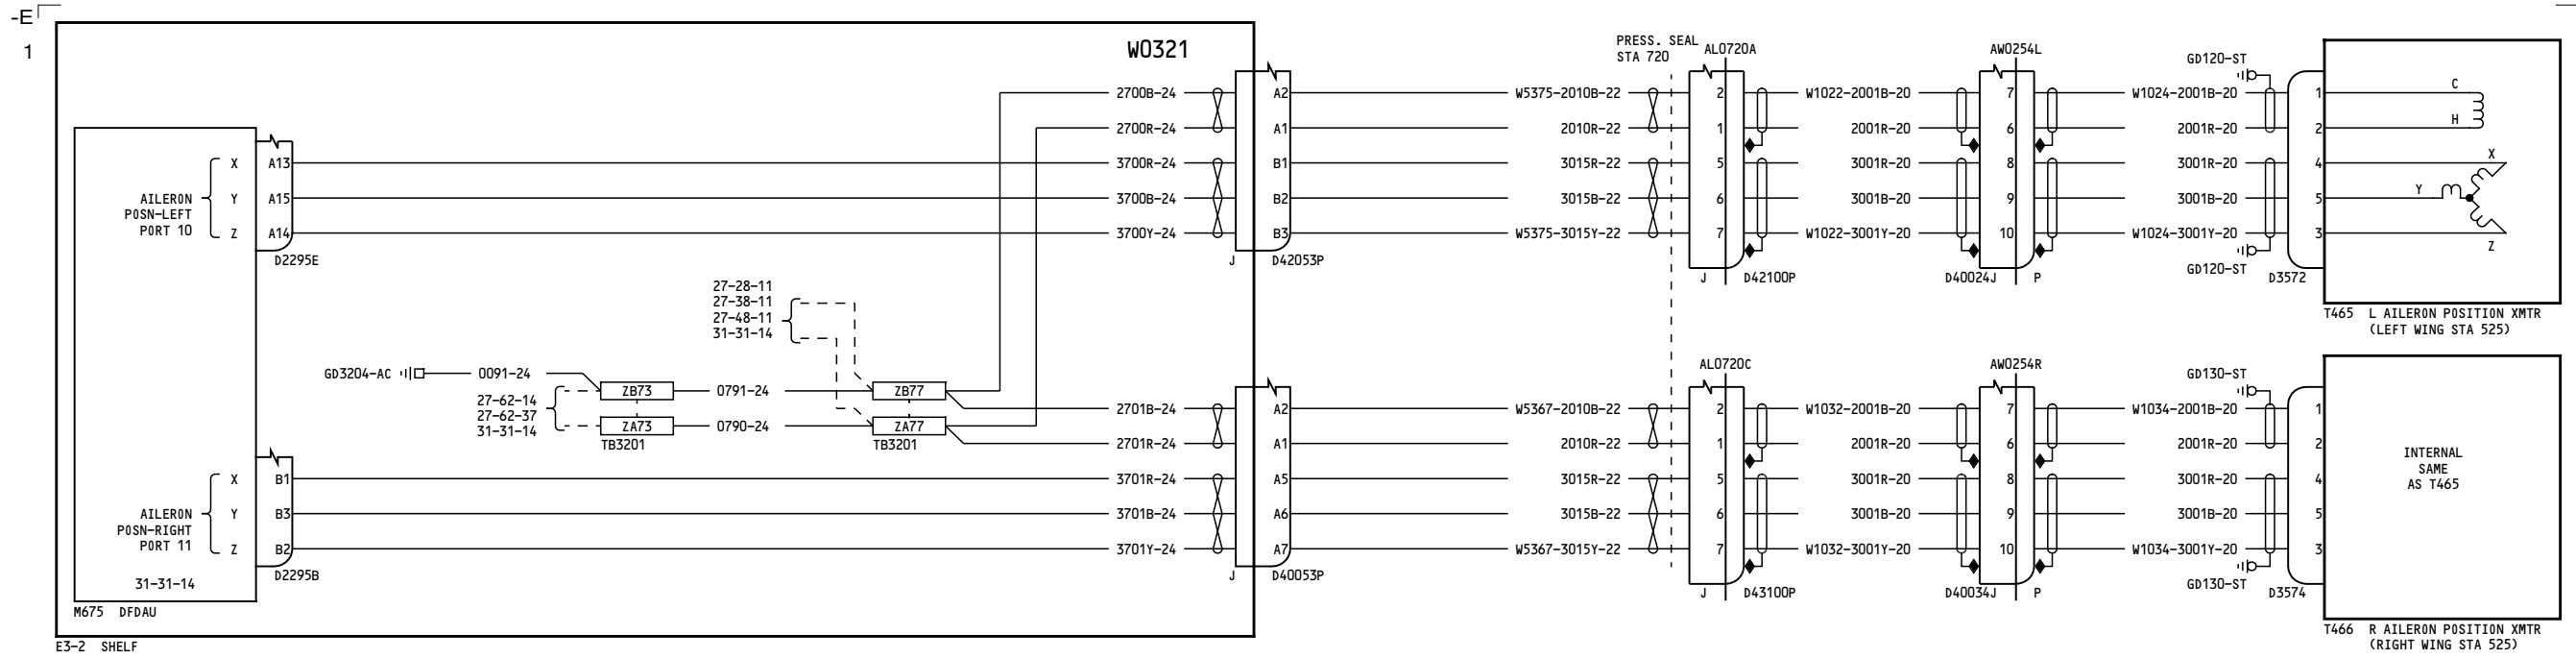 -E
1
W0321
PRESS. SEAL
STA 720
AL0720A
AW0254L
GD120-ST
2700B-24
A2
W5375-2010B-22
2
W1022-2001B-20
7
W1024-2001B-20
1
C
2700R-24
A1
2010R-22
1
2001R-20
6
2001R-20
2
H
X
A13
3700R-24
B1
3015R-22
5
3001R-20
8
3001R-20
4
X
AILERON
POSN-LEFT
PORT 10
Y
A15
3700B-24
B2
3015B-22
6
3001B-20
9
3001B-20
5
Y
Z
A14
3700Y-24
B3
W5375-3015Y-22
7
W1022-3001Y-20
10
W1024-3001Y-20
3
Z
D2295E
J
D42053P
J
D42100P
D40024J
P
GD120-ST
D3572
T465 L AILERON POSITION XMTR
(LEFT WING STA 525)
27-28-11
27-38-11
27-48-11
31-31-14
GD3204-AC
0091-24
ZB73
0791-24
ZB77
27-62-14
27-62-37
31-31-14
ZA73
0790-24
ZA77
TB3201
TB3201
AL0720C
AW0254R
GD130-ST
2701B-24
A2
W5367-2010B-22
2
W1032-2001B-20
7
W1034-2001B-20
1
2701R-24
A1
2010R-22
1
2001R-20
6
2001R-20
2
X
B1
3701R-24
A5
3015R-22
5
3001R-20
8
3001R-20
4
AILERON
POSN-RIGHT
PORT 11
Y
B3
3701B-24
A6
3015B-22
6
3001B-20
9
3001B-20
5
Z
B2
3701Y-24
A7
W5367-3015Y-22
7
W1032-3001Y-20
10
W1034-3001Y-20
3
INTERNAL
SAME
AS T465
31-31-14
D2295B
J
D40053P
J
D43100P
D40034J
P
GD130-ST
D3574
M675 DFDAU
T466 R AILERON POSITION XMTR
(RIGHT WING STA 525)
E3-2 SHELF